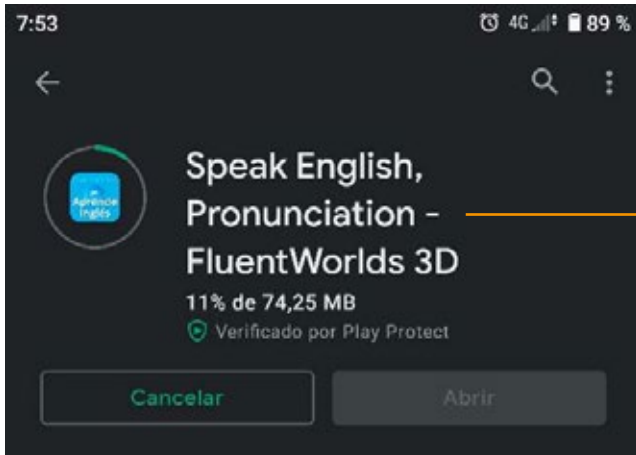 7:53 4G 89 %
Speak English,
Pronunciation -
FluentWorlds 3D
Aprende
Inglés
11% de 74,25 MB
Verificado por Play Protect
Cancelar Abrir